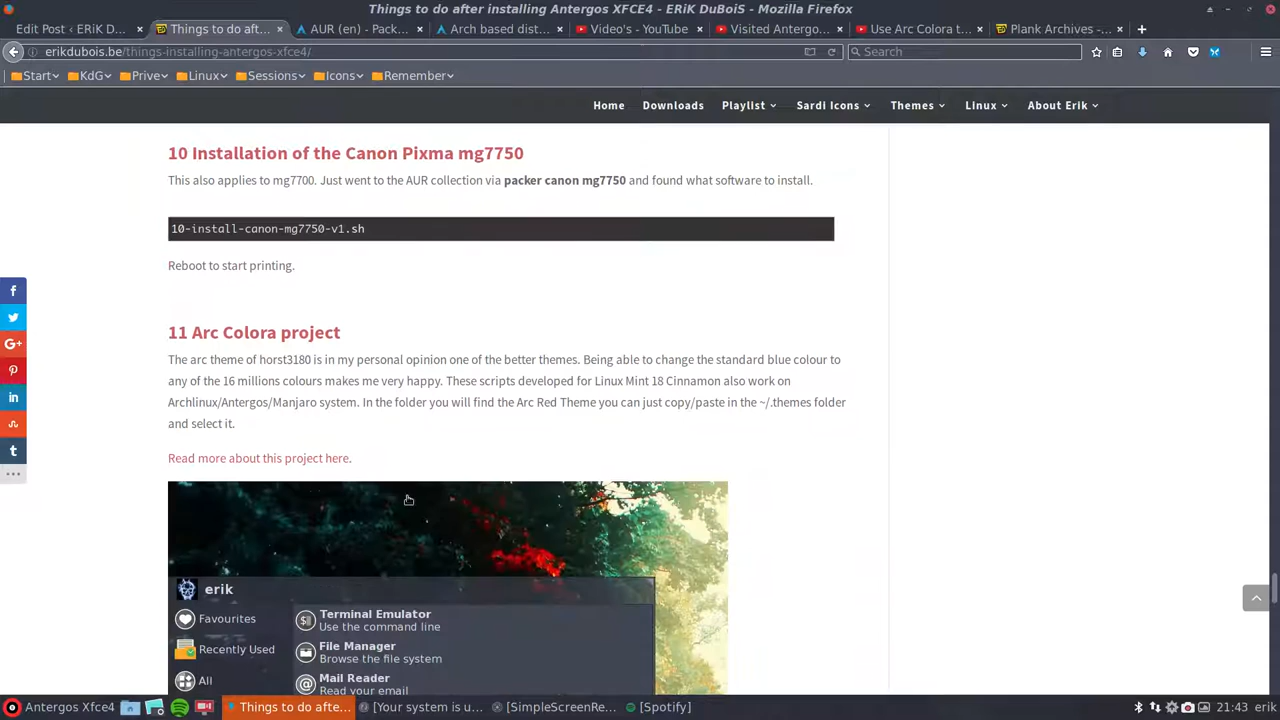 Things to do after installing Antergos XFCE4 - ERiK DuBoiS - Mozilla Firefox
Edit Post ‹ ERiK D... × Things to do aft... × AUR (en) - Pack... × Arch based dist... × Video's - YouTube × Visited Antergo... × Use Arc Colora t... × Plank Archives -... ×
erikdubois.be/things-installing-antergos-xfce4/ Search
Start KdG Prive Linux Sessions Icons Remember
Home Downloads Playlist Sardi Icons Themes Linux About Erik
10 Installation of the Canon Pixma mg7750
This also applies to mg7700. Just went to the AUR collection via packer canon mg7750 and found what software to install.
10-install-canon-mg7750-v1.sh
Reboot to start printing.
11 Arc Colora project
The arc theme of horst3180 is in my personal opinion one of the better themes. Being able to change the standard blue colour to
any of the 16 millions colours makes me very happy. These scripts developed for Linux Mint 18 Cinnamon also work on
Archlinux/Antergos/Manjaro system. In the folder you will find the Arc Red Theme you can just copy/paste in the ~/.themes folder
and select it.
Read more about this project here.
erik
Favourites
Recently Used
All
Terminal Emulator
Use the command line
File Manager
Browse the file system
Mail Reader
Read your email
Antergos Xfce4 Things to do afte... [Your system is u... [SimpleScreenRe... [Spotify] 21:43 erik